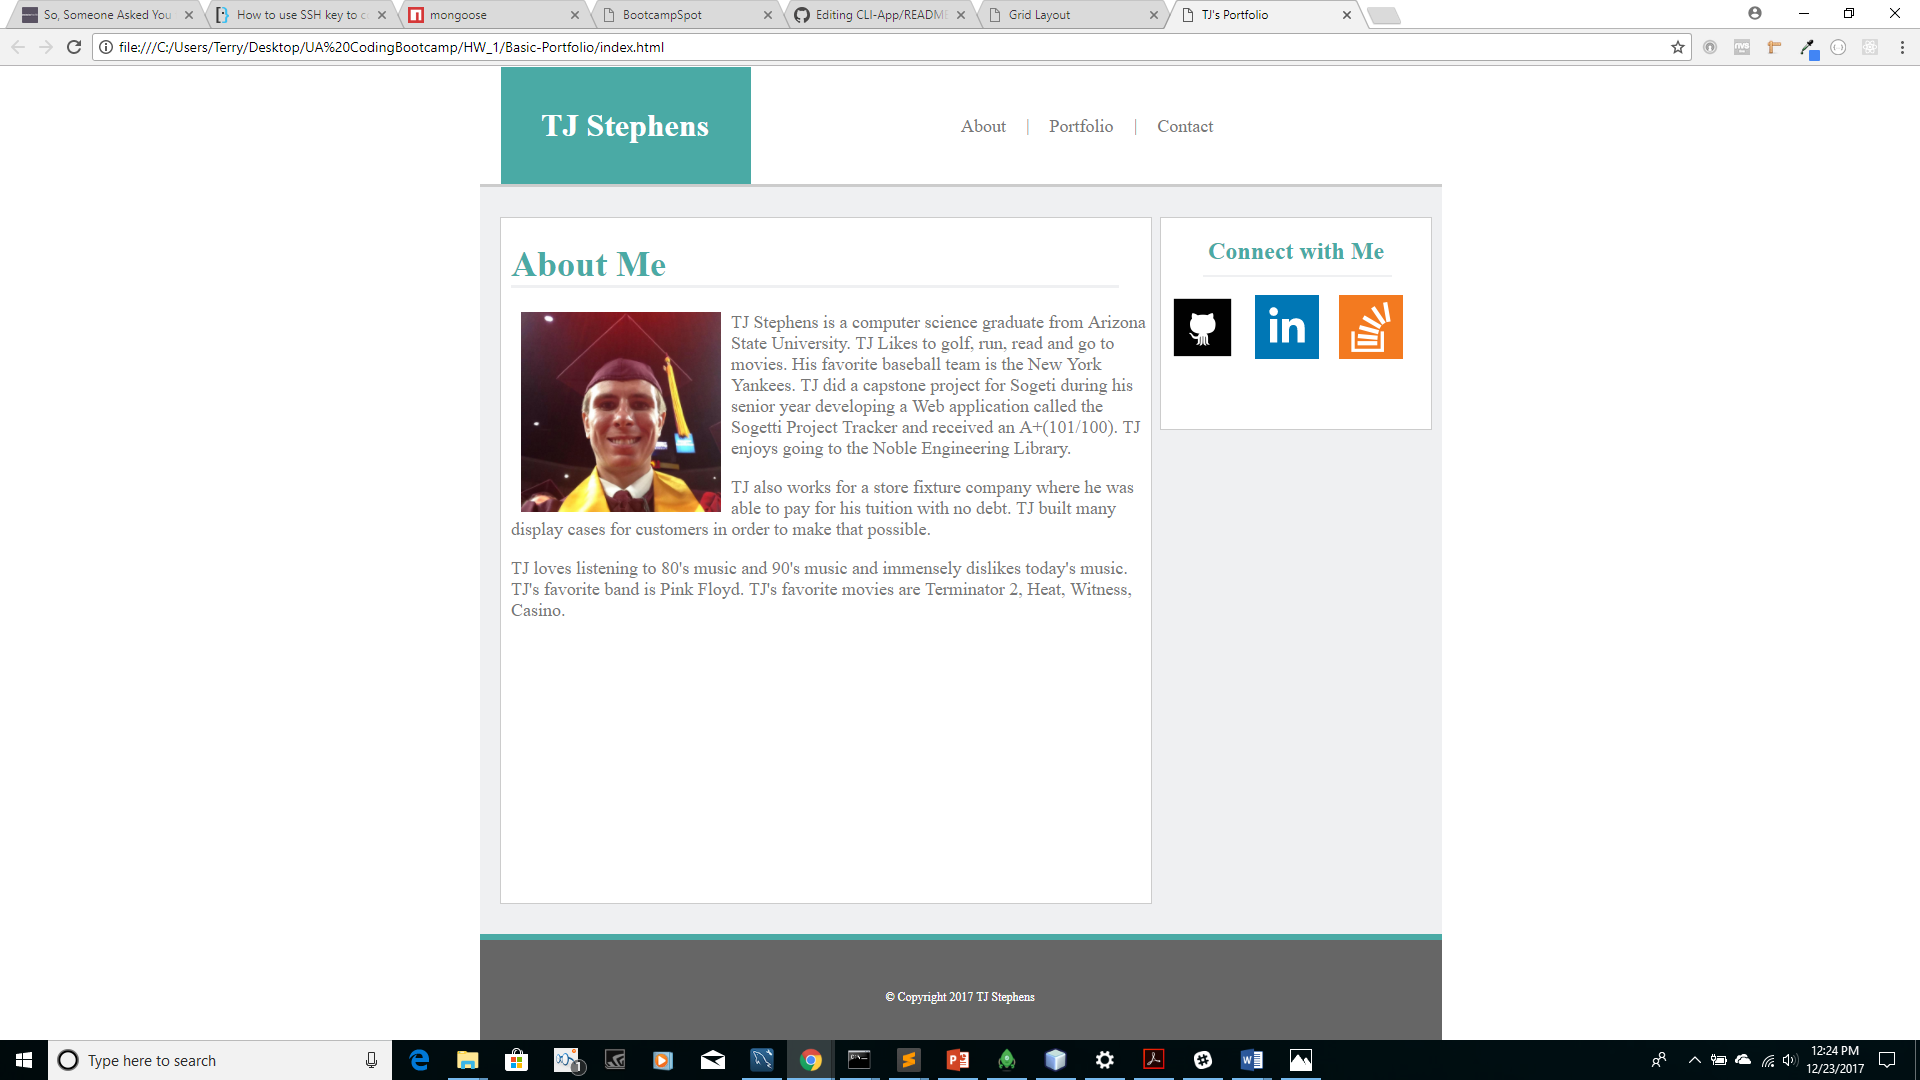 So, Someone Asked You
How to use SSH key to c
mongoose
BootcampSpot
Editing CLI-App/READM
Grid Layout
TJ's Portfolio
file:///C:/Users/Terry/Desktop/UA%20CodingBootcamp/HW_1/Basic-Portfolio/index.html
TJ Stephens
About | Portfolio | Contact
About Me
TJ Stephens is a computer science graduate from Arizona
State University. TJ Likes to golf, run, read and go to
movies. His favorite baseball team is the New York
Yankees. TJ did a capstone project for Sogeti during his
senior year developing a Web application called the
Sogetti Project Tracker and received an A+(101/100). TJ
enjoys going to the Noble Engineering Library.
TJ also works for a store fixture company where he was
able to pay for his tuition with no debt. TJ built many
display cases for customers in order to make that possible.
TJ loves listening to 80's music and 90's music and immensely dislikes today's music.
TJ's favorite band is Pink Floyd. TJ's favorite movies are Terminator 2, Heat, Witness,
Casino.
Connect with Me
in
© Copyright 2017 TJ Stephens
Type here to search
1
12:24 PM
12/23/2017